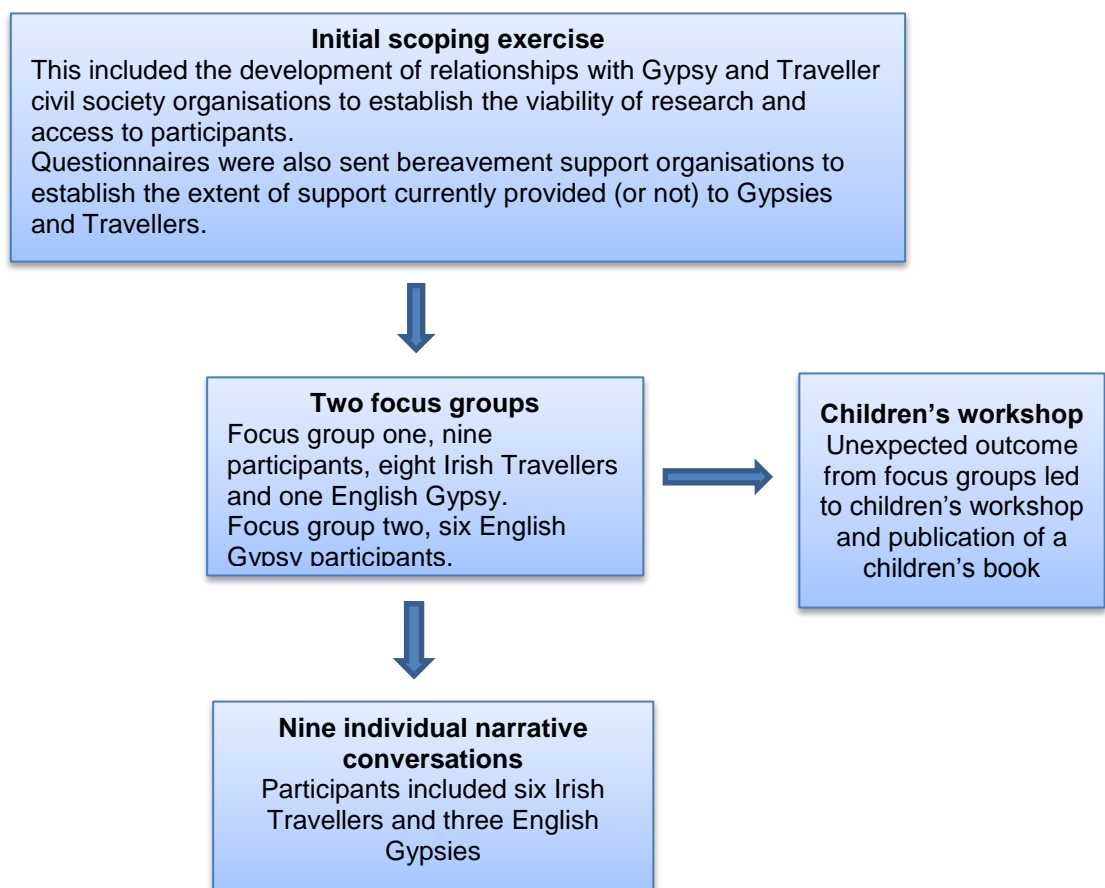 Initial scoping exercise
This included the development of relationships with Gypsy and Traveller
civil society organisations to establish the viability of research and
access to participants.
Questionnaires were also sent bereavement support organisations to
establish the extent of support currently provided (or not) to Gypsies
and Travellers.
Two focus groups
Focus group one, nine
participants, eight Irish Travellers
and one English Gypsy.
Focus group two, six English
Gypsy participants.
Children’s workshop
Unexpected outcome
from focus groups led
to children’s workshop
and publication of a
children’s book
Nine individual narrative
conversations
Participants included six Irish
Travellers and three English
Gypsies